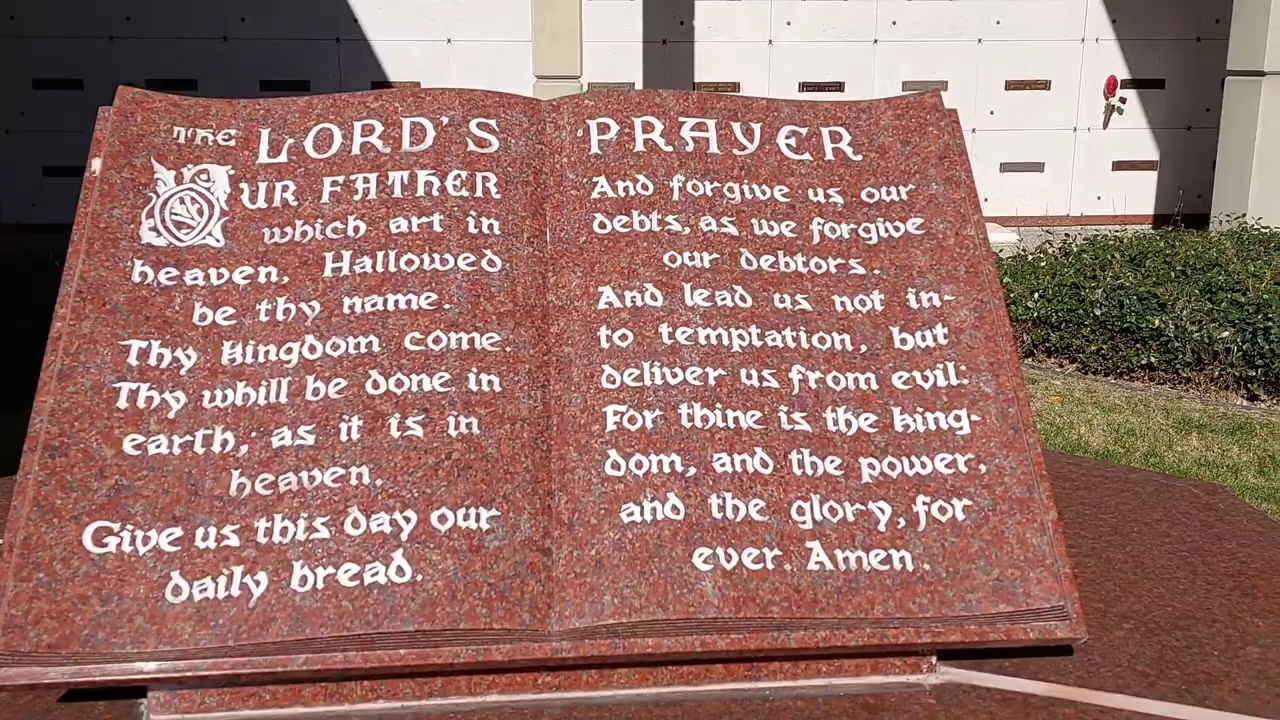 THE LORD'S PRAYER
OUR FATHER
which art in
heaven, Hallowed
be thy name.
Thy kingdom come.
Thy whill be done in
earth, as it is in
heaven.
Give us this day our
daily bread.
And forgive us our
debts, as we forgive
our debtors.
And lead us not in-
to temptation, but
deliver us from evil:
For thine is the king-
dom, and the power,
and the glory, for
ever. Amen.